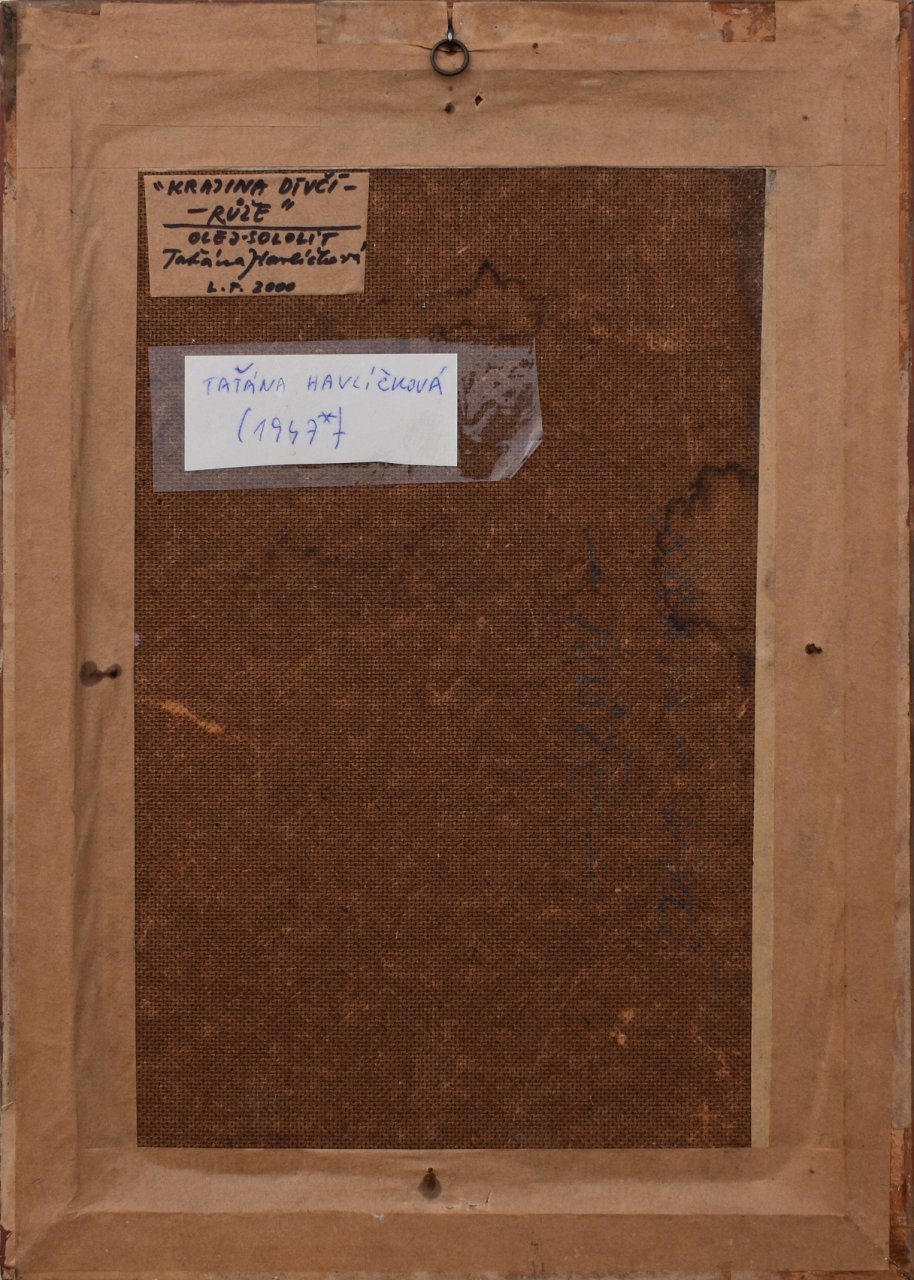 "KRAJINA DÍVČÍ-
-RŮŽE"
OLEJ-SOLOLIT
Taťána Havlíčková
L.P. 2000
TAŤÁNA HAVLÍČKOVÁ
(1947*)